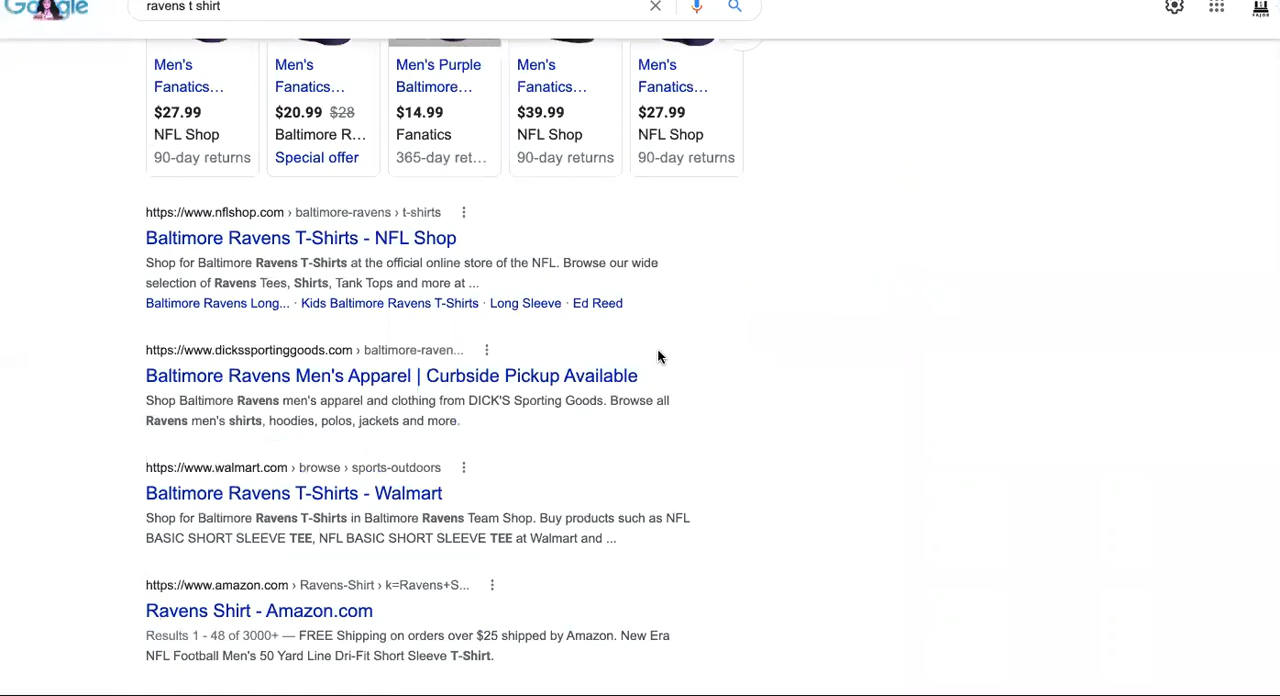 Google
ravens t shirt
Men's Fanatics… $27.99 NFL Shop 90-day returns
Men's Fanatics… $20.99 $28 Baltimore R… Special offer
Men's Purple Baltimore… $14.99 Fanatics 365-day ret…
Men's Fanatics… $39.99 NFL Shop 90-day returns
Men's Fanatics… $27.99 NFL Shop 90-day returns
https://www.nflshop.com › baltimore-ravens › t-shirts
Baltimore Ravens T-Shirts - NFL Shop
Shop for Baltimore Ravens T-Shirts at the official online store of the NFL. Browse our wide
selection of Ravens Tees, Shirts, Tank Tops and more at ...
Baltimore Ravens Long... · Kids Baltimore Ravens T-Shirts · Long Sleeve · Ed Reed
https://www.dickssportinggoods.com › baltimore-raven...
Baltimore Ravens Men's Apparel | Curbside Pickup Available
Shop Baltimore Ravens men's apparel and clothing from DICK'S Sporting Goods. Browse all
Ravens men's shirts, hoodies, polos, jackets and more.
https://www.walmart.com › browse › sports-outdoors
Baltimore Ravens T-Shirts - Walmart
Shop for Baltimore Ravens T-Shirts in Baltimore Ravens Team Shop. Buy products such as NFL
BASIC SHORT SLEEVE TEE, NFL BASIC SHORT SLEEVE TEE at Walmart and ...
https://www.amazon.com › Ravens-Shirt › k=Ravens+S...
Ravens Shirt - Amazon.com
Results 1 - 48 of 3000+ — FREE Shipping on orders over $25 shipped by Amazon. New Era
NFL Football Men's 50 Yard Line Dri-Fit Short Sleeve T-Shirt.